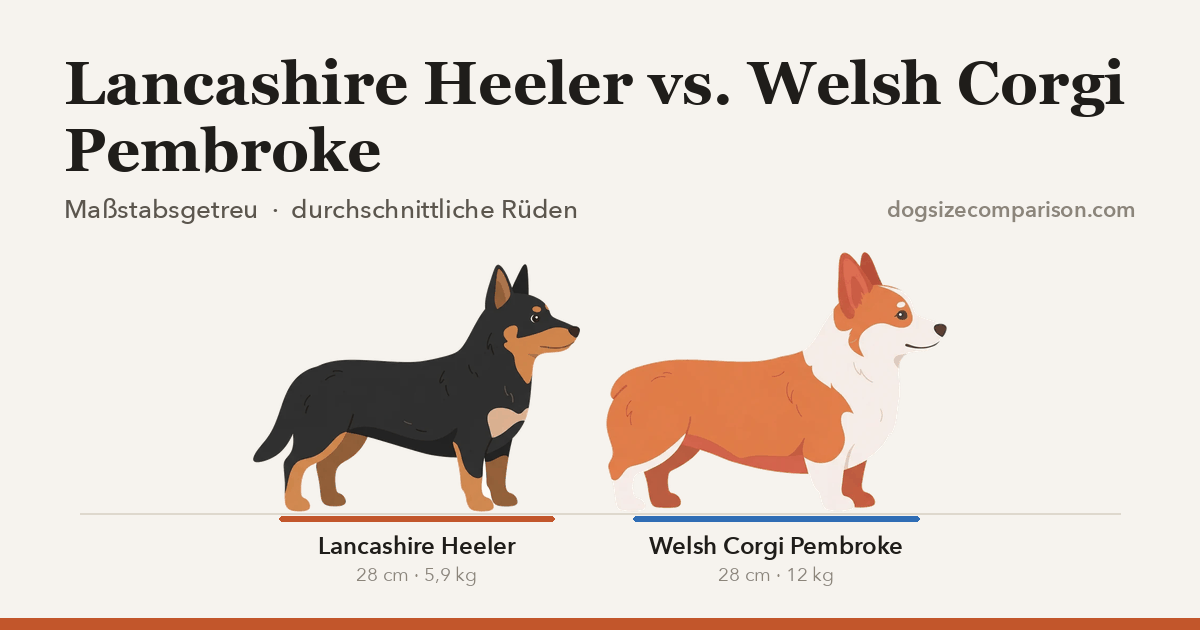 Lancashire Heeler vs. Welsh Corgi
Pembroke
Maßstabsgetreu · durchschnittliche Rüden
dogsizecomparison.com
Lancashire Heeler
28 cm · 5,9 kg
Welsh Corgi Pembroke
28 cm · 12 kg